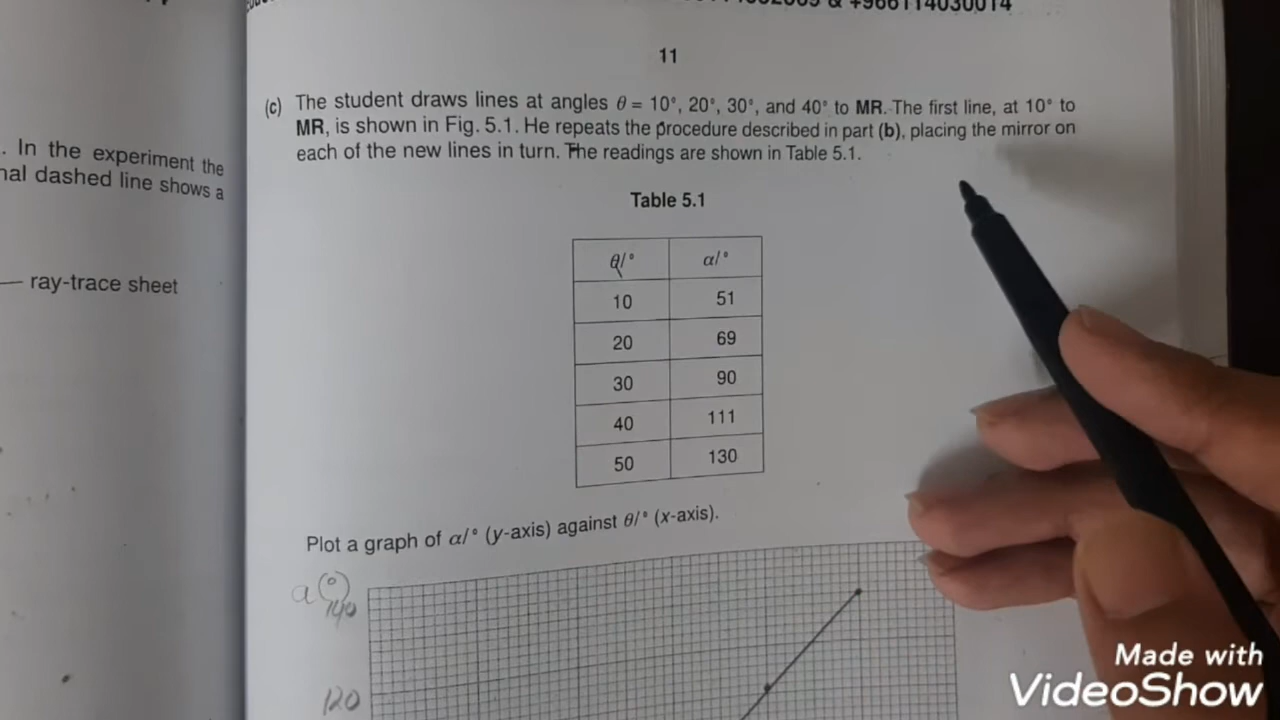 & +966114030014
11
. In the experiment the
nal dashed line shows a
ray-trace sheet
(c) The student draws lines at angles θ = 10°, 20°, 30°, and 40° to MR. The first line, at 10° to
MR, is shown in Fig. 5.1. He repeats the procedure described in part (b), placing the mirror on
each of the new lines in turn. The readings are shown in Table 5.1.
Table 5.1
θ/° α/°
10 51
20 69
30 90
40 111
50 130
Plot a graph of α/° (y-axis) against θ/° (x-axis).
a(°)
140
120
Made with
VideoShow